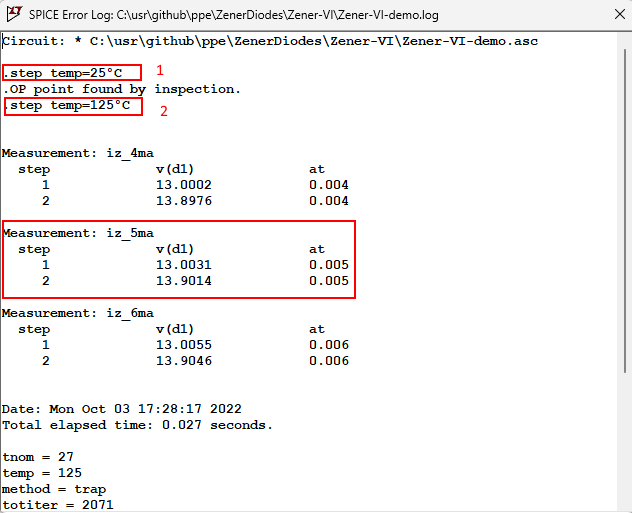 SPICE Error Log: C:\usr\github\ppe\ZenerDiodes\Zener-VI\Zener-VI-demo.log
Circuit: * C:\usr\github\ppe\ZenerDiodes\Zener-VI\Zener-VI-demo.asc
.step temp=25°C 1
.OP point found by inspection.
.step temp=125°C 2
Measurement: iz_4ma
step v(d1) at
1 13.0002 0.004
2 13.8976 0.004
Measurement: iz_5ma
step v(d1) at
1 13.0031 0.005
2 13.9014 0.005
Measurement: iz_6ma
step v(d1) at
1 13.0055 0.006
2 13.9046 0.006
Date: Mon Oct 03 17:28:17 2022
Total elapsed time: 0.027 seconds.
tnom = 27
temp = 125
method = trap
totiter = 2071